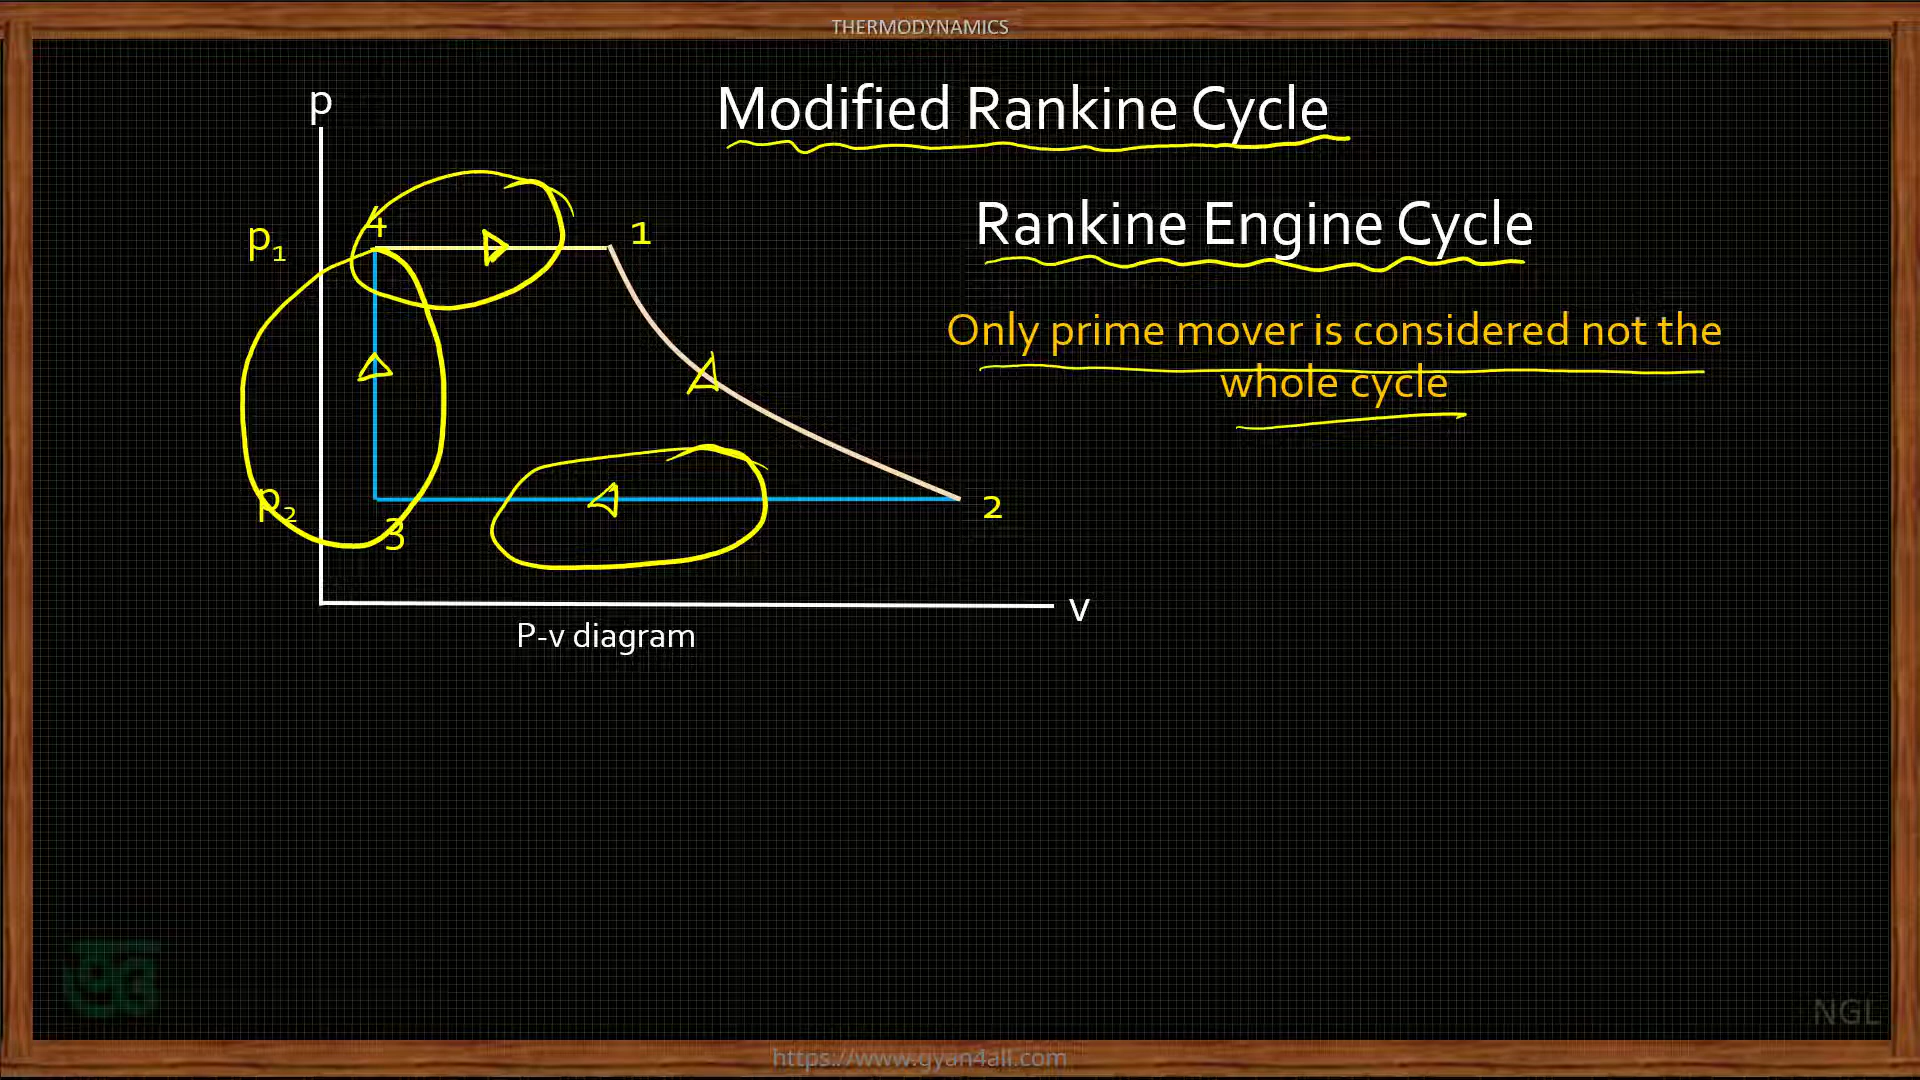 THERMODYNAMICS
Modified Rankine Cycle
Rankine Engine Cycle
Only prime mover is considered not the
whole cycle
p
p1
4
1
p2
3
2
v
P-v diagram
NGL
https://www.gyan4all.com